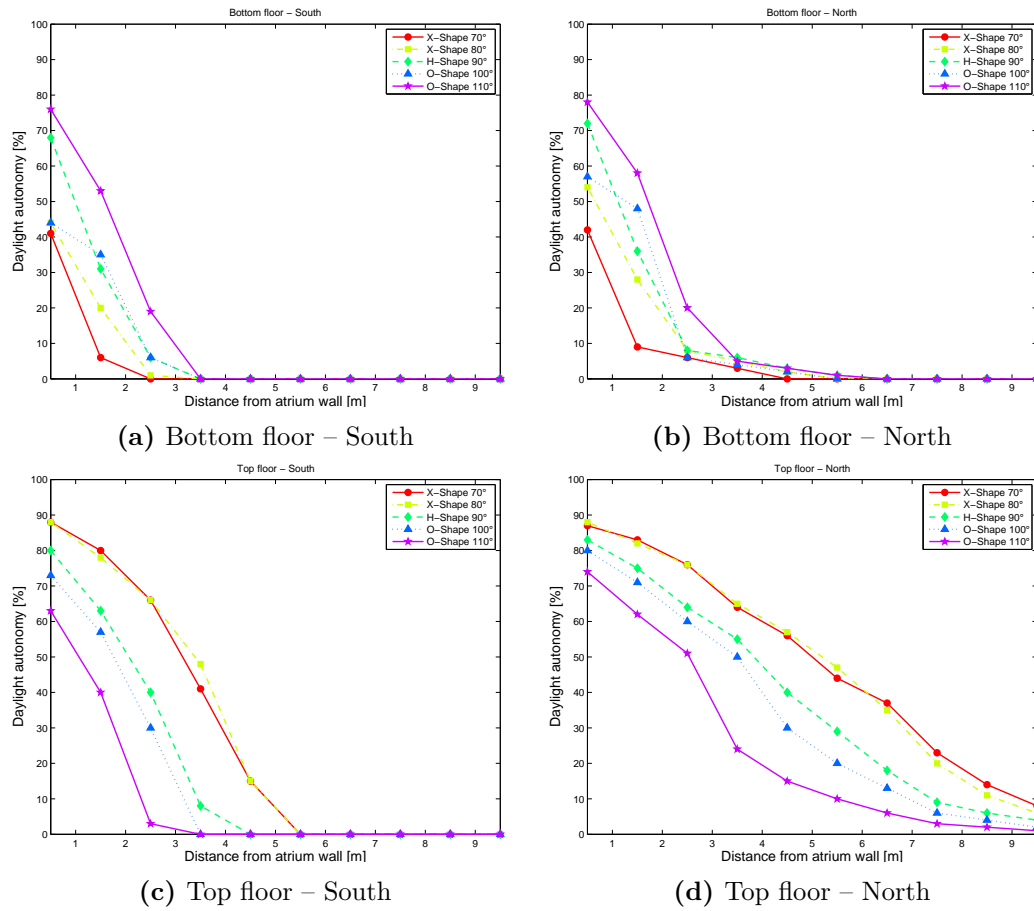 Bottom floor – South
100
90
80
70
60
50
40
30
20
10
0
Daylight autonomy [%]
X–Shape 70°
X–Shape 80°
H–Shape 90°
O–Shape 100°
O–Shape 110°
1 2 3 4 5 6 7 8 9
Distance from atrium wall [m]
(a) Bottom floor – South
Bottom floor – North
100
90
80
70
60
50
40
30
20
10
0
Daylight autonomy [%]
X–Shape 70°
X–Shape 80°
H–Shape 90°
O–Shape 100°
O–Shape 110°
1 2 3 4 5 6 7 8 9
Distance from atrium wall [m]
(b) Bottom floor – North
Top floor – South
100
90
80
70
60
50
40
30
20
10
0
Daylight autonomy [%]
X–Shape 70°
X–Shape 80°
H–Shape 90°
O–Shape 100°
O–Shape 110°
1 2 3 4 5 6 7 8 9
Distance from atrium wall [m]
(c) Top floor – South
Top floor – North
100
90
80
70
60
50
40
30
20
10
0
Daylight autonomy [%]
X–Shape 70°
X–Shape 80°
H–Shape 90°
O–Shape 100°
O–Shape 110°
1 2 3 4 5 6 7 8 9
Distance from atrium wall [m]
(d) Top floor – North